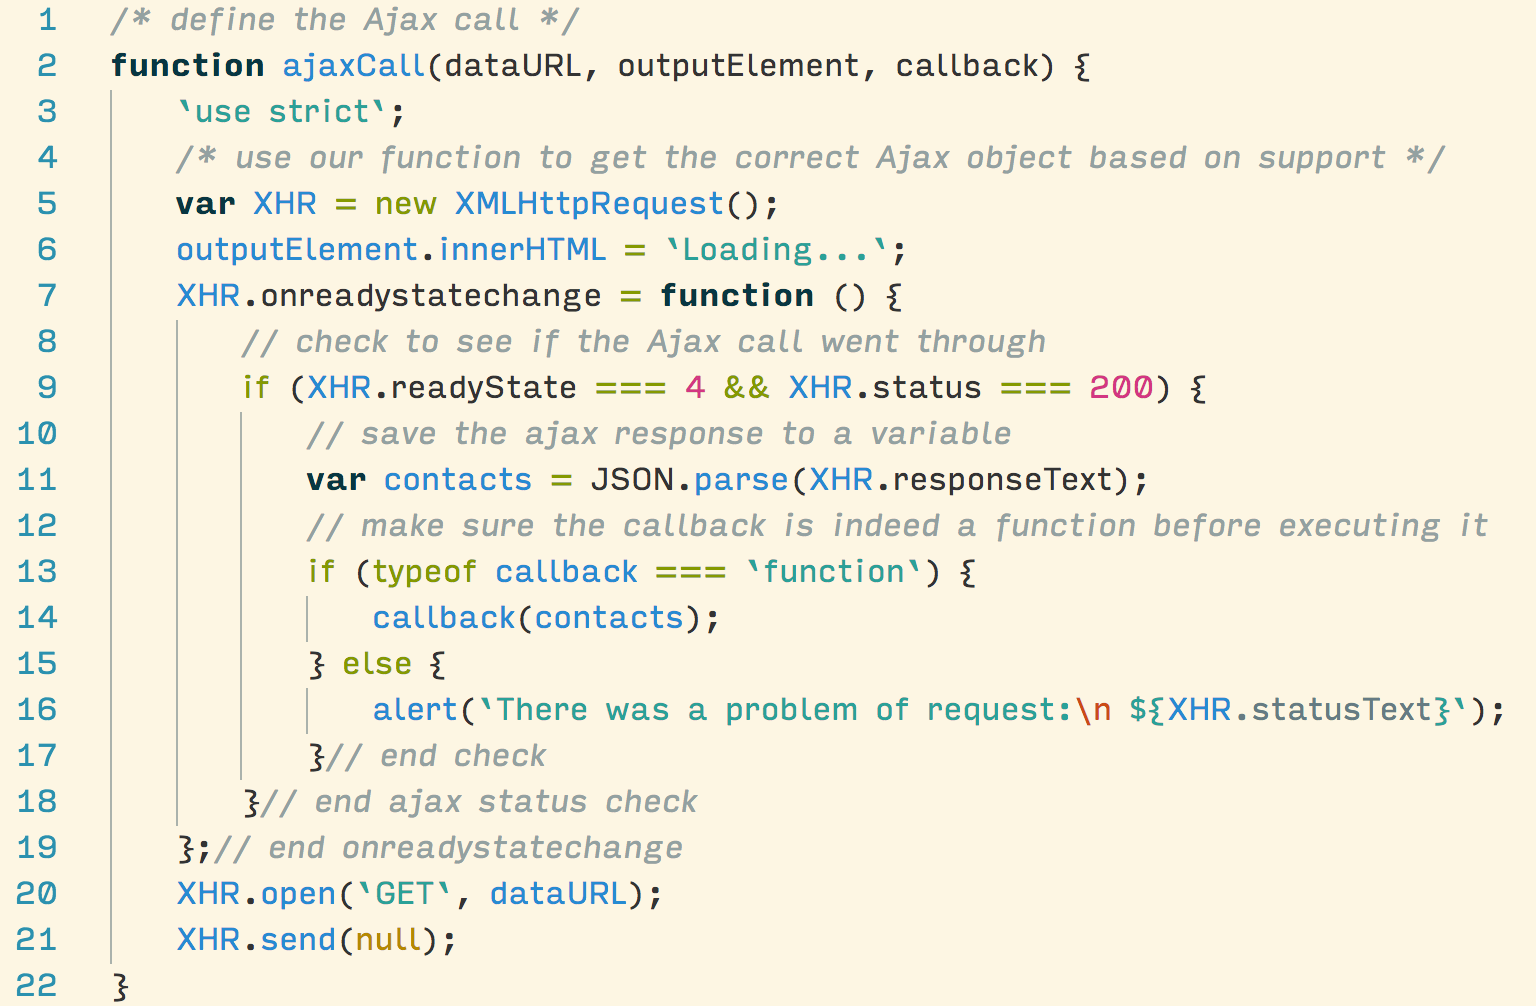 1 /* define the Ajax call */
2 function ajaxCall(dataURL, outputElement, callback) {
3 `use strict`;
4 /* use our function to get the correct Ajax object based on support */
5 var XHR = new XMLHttpRequest();
6 outputElement.innerHTML = `Loading...`;
7 XHR.onreadystatechange = function () {
8 // check to see if the Ajax call went through
9 if (XHR.readyState === 4 && XHR.status === 200) {
10 // save the ajax response to a variable
11 var contacts = JSON.parse(XHR.responseText);
12 // make sure the callback is indeed a function before executing it
13 if (typeof callback === `function`) {
14 callback(contacts);
15 } else {
16 alert(`There was a problem of request:\n ${XHR.statusText}`);
17 }// end check
18 }// end ajax status check
19 };// end onreadystatechange
20 XHR.open(`GET`, dataURL);
21 XHR.send(null);
22 }